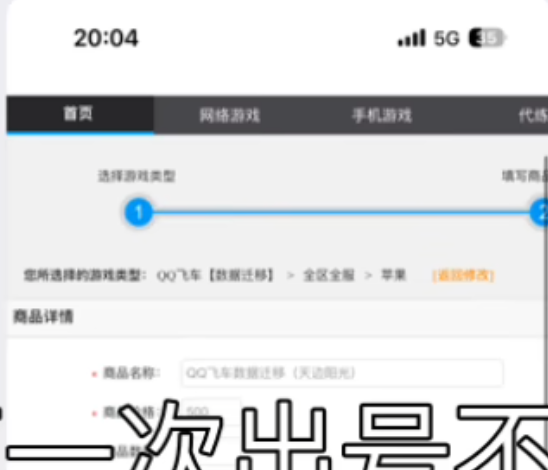 20:04 5G 35
首页 网络游戏 手机游戏 代练
选择游戏类型 填写商品
1 2
您所选择的游戏类型: QQ飞车【数据迁移】 > 全区全服 > 苹果 [返回修改]
商品详情
* 商品名称: QQ飞车数据迁移（天边阳光）
* 商品价格: 500
一次出号不